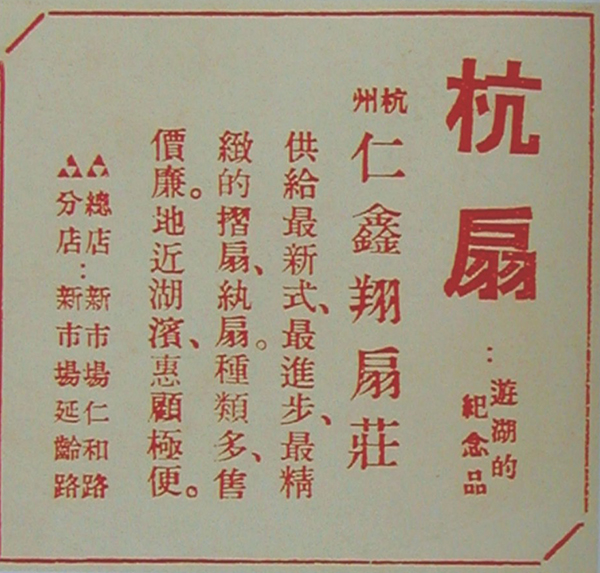 杭扇:
遊湖的
紀念品
杭州
仁鑫翔扇莊
供給最新式、最進步、最精
緻的摺扇、紈扇。種類多、售
價廉。地近湖濱、惠顧極便。
總店:新市場仁和路
分店:新市場延齡路